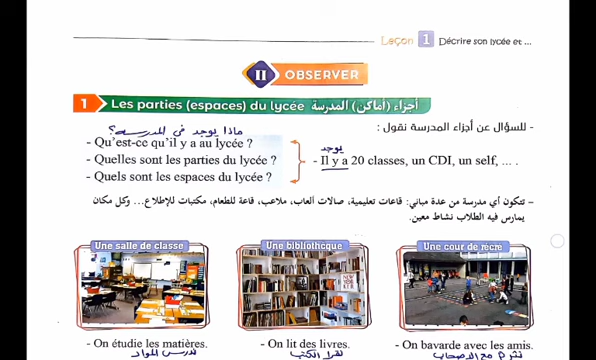 Leçon 1 Décrire son lycée et ...
II OBSERVER
1 Les parties (espaces) du lycée أجزاء (أماكن) المدرسة
- للسؤال عن أجزاء المدرسة نقول :
ماذا يوجد في المدرسة؟
- Qu'est-ce qu'il y a au lycée ?
- Quelles sont les parties du lycée ?
- Quels sont les espaces du lycée ?
يوجد
- Il y a 20 classes, un CDI, un self, ... .
- تتكون أي مدرسة من عدة مباني: قاعات تعليمية، صالات ألعاب، ملاعب، قاعة للطعام، مكتبات للإطلاع... وكل مكان
يمارس فيه الطلاب نشاط معين.
Une salle de classe
Une bibliothèque
Une cour de récré
- On étudie les matières.
ندرس المواد
- On lit des livres.
نقرأ الكتب
- On bavarde avec les amis.
مع الأصحاب